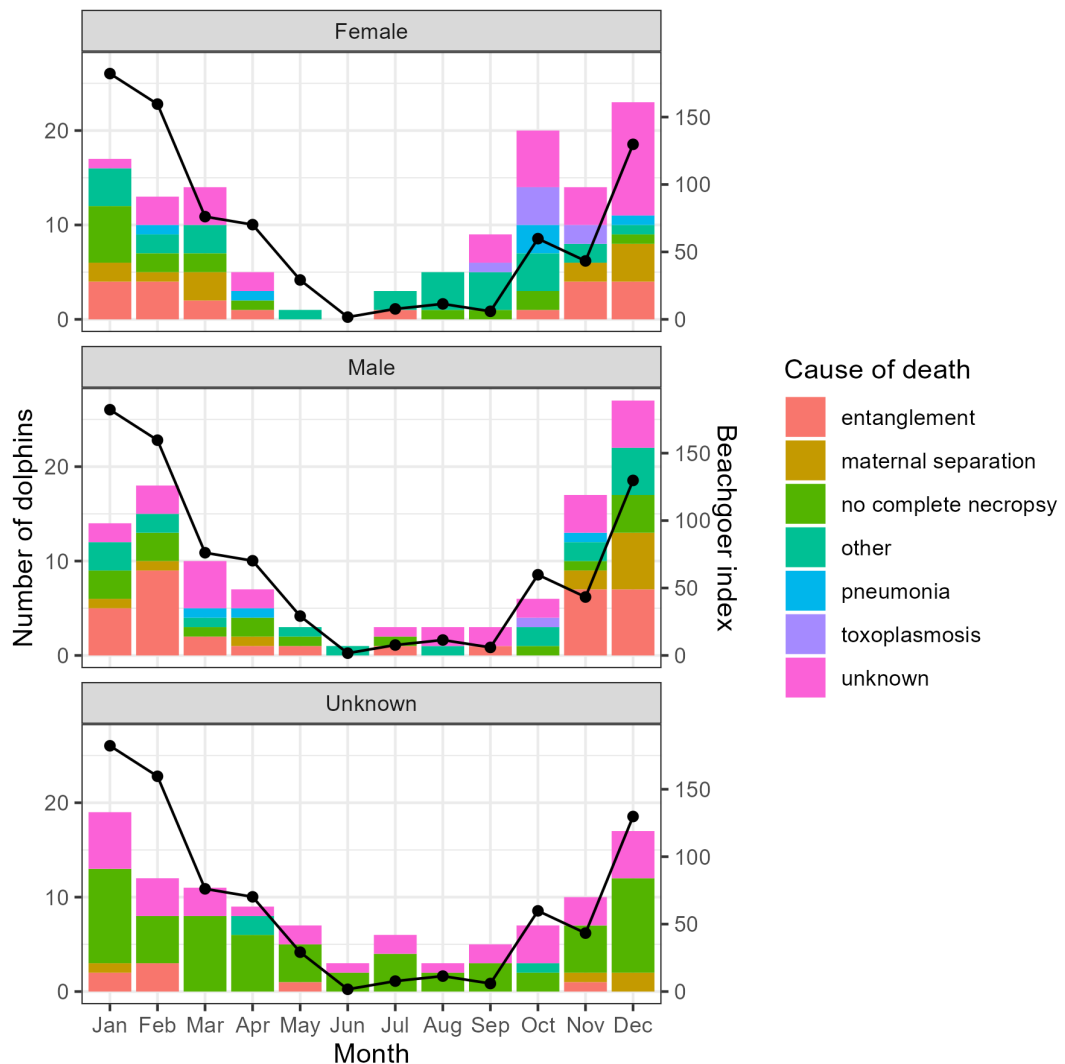 Female
0
10
20
0
50
100
150
Male
0
10
20
0
50
100
150
Unknown
0
10
20
0
50
100
150
Jan Feb Mar Apr May Jun Jul Aug Sep Oct Nov Dec
Month
Number of dolphins
Beachgoer index
Cause of death
entanglement
maternal separation
no complete necropsy
other
pneumonia
toxoplasmosis
unknown